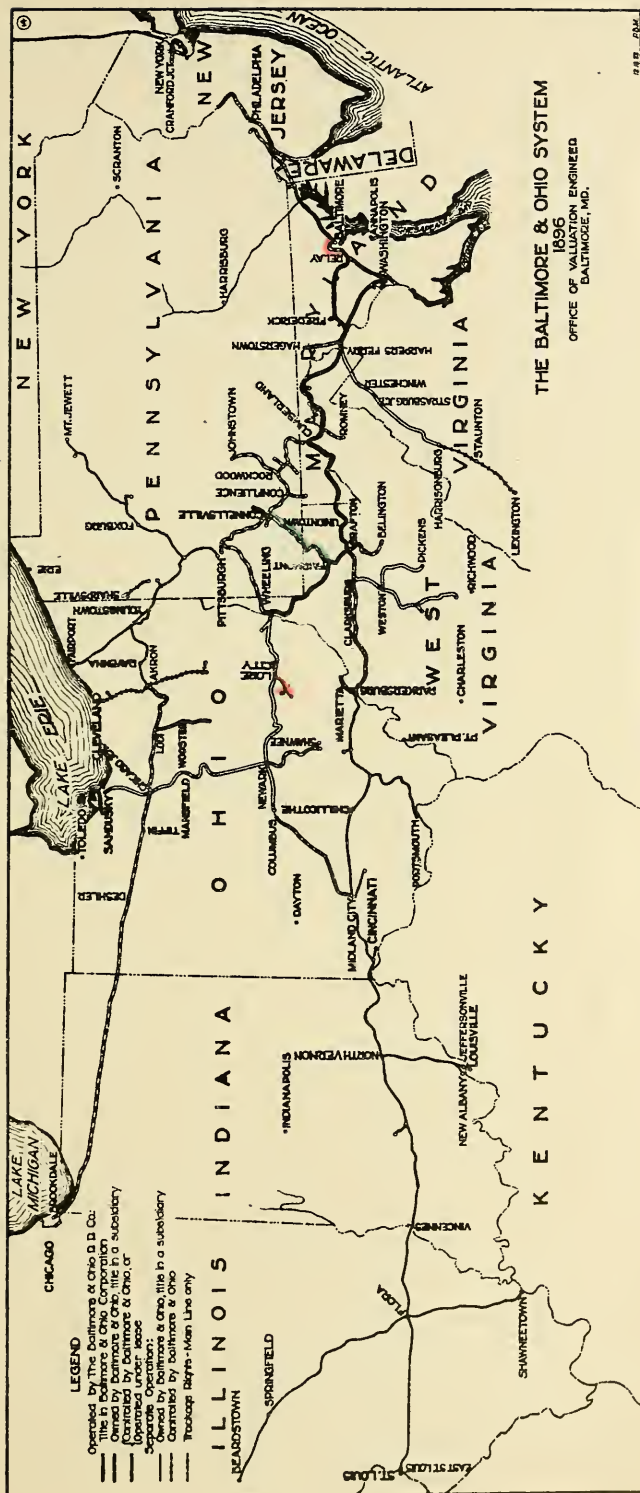 NEW YORK
PENNSYLVANIA
NEW
JERSEY
DELAWARE
MARYLAND
VIRGINIA
WEST
VIRGINIA
OHIO
INDIANA
ILLINOIS
KENTUCKY
ATLANTIC
OCEAN
LAKE
ERIE
LAKE
MICHIGAN
NEW YORK
CRANFORD JCT.
PHILADELPHIA
SCRANTON
HARRISBURG
BALTIMORE
ANNAPOLIS
RELAY
WASHINGTON
FREDERICK
HAGERSTOWN
HARPERS FERRY
WINCHESTER
STRASBURG JCT.
HARRISONBURG
STAUNTON
LEXINGTON
CUMBERLAND
ROMNEY
JOHNSTOWN
ROCKWOOD
CONFLUENCE
CONNELLSVILLE
UNIONTOWN
MT. JEWETT
FOXBURG
ERIE
SHARPSVILLE
YOUNGSTOWN
PITTSBURGH
WHEELING
FAIRMONT
GRAFTON
BELINGTON
CLARKSBURG
WESTON
DICKENS
RICHWOOD
CHARLESTON
PARKERSBURG
PT. PLEASANT
MARIETTA
FAIRPORT
RAVENNA
AKRON
CLEVELAND
LODI
WOOSTER
CHICAGO JCT.
MANSFIELD
TIFFIN
SANDUSKY
TOLEDO
DESHLER
LORE
CITY
SHAWNEE
NEWARK
COLUMBUS
CHILLICOTHE
PORTSMOUTH
DAYTON
MIDLAND CITY
CINCINNATI
INDIANAPOLIS
NORTH VERNON
JEFFERSONVILLE
LOUISVILLE
NEW ALBANY
VINCENNES
FLORA
SHAWNEETOWN
SPRINGFIELD
BEARDSTOWN
ST. LOUIS
EAST ST. LOUIS
CHICAGO
BROOKDALE
LEGEND
Operated by The Baltimore & Ohio R.R. Co.:
Title in Baltimore & Ohio Corporation
Owned by Baltimore & Ohio, title in a subsidiary
Controlled by Baltimore & Ohio, or
Operated under lease
Separate Operation:
Owned by Baltimore & Ohio, title in a subsidiary
Controlled by Baltimore & Ohio
Trackage Rights - Main Line only
THE BALTIMORE & OHIO SYSTEM
1896
OFFICE OF VALUATION ENGINEER
BALTIMORE, MD.